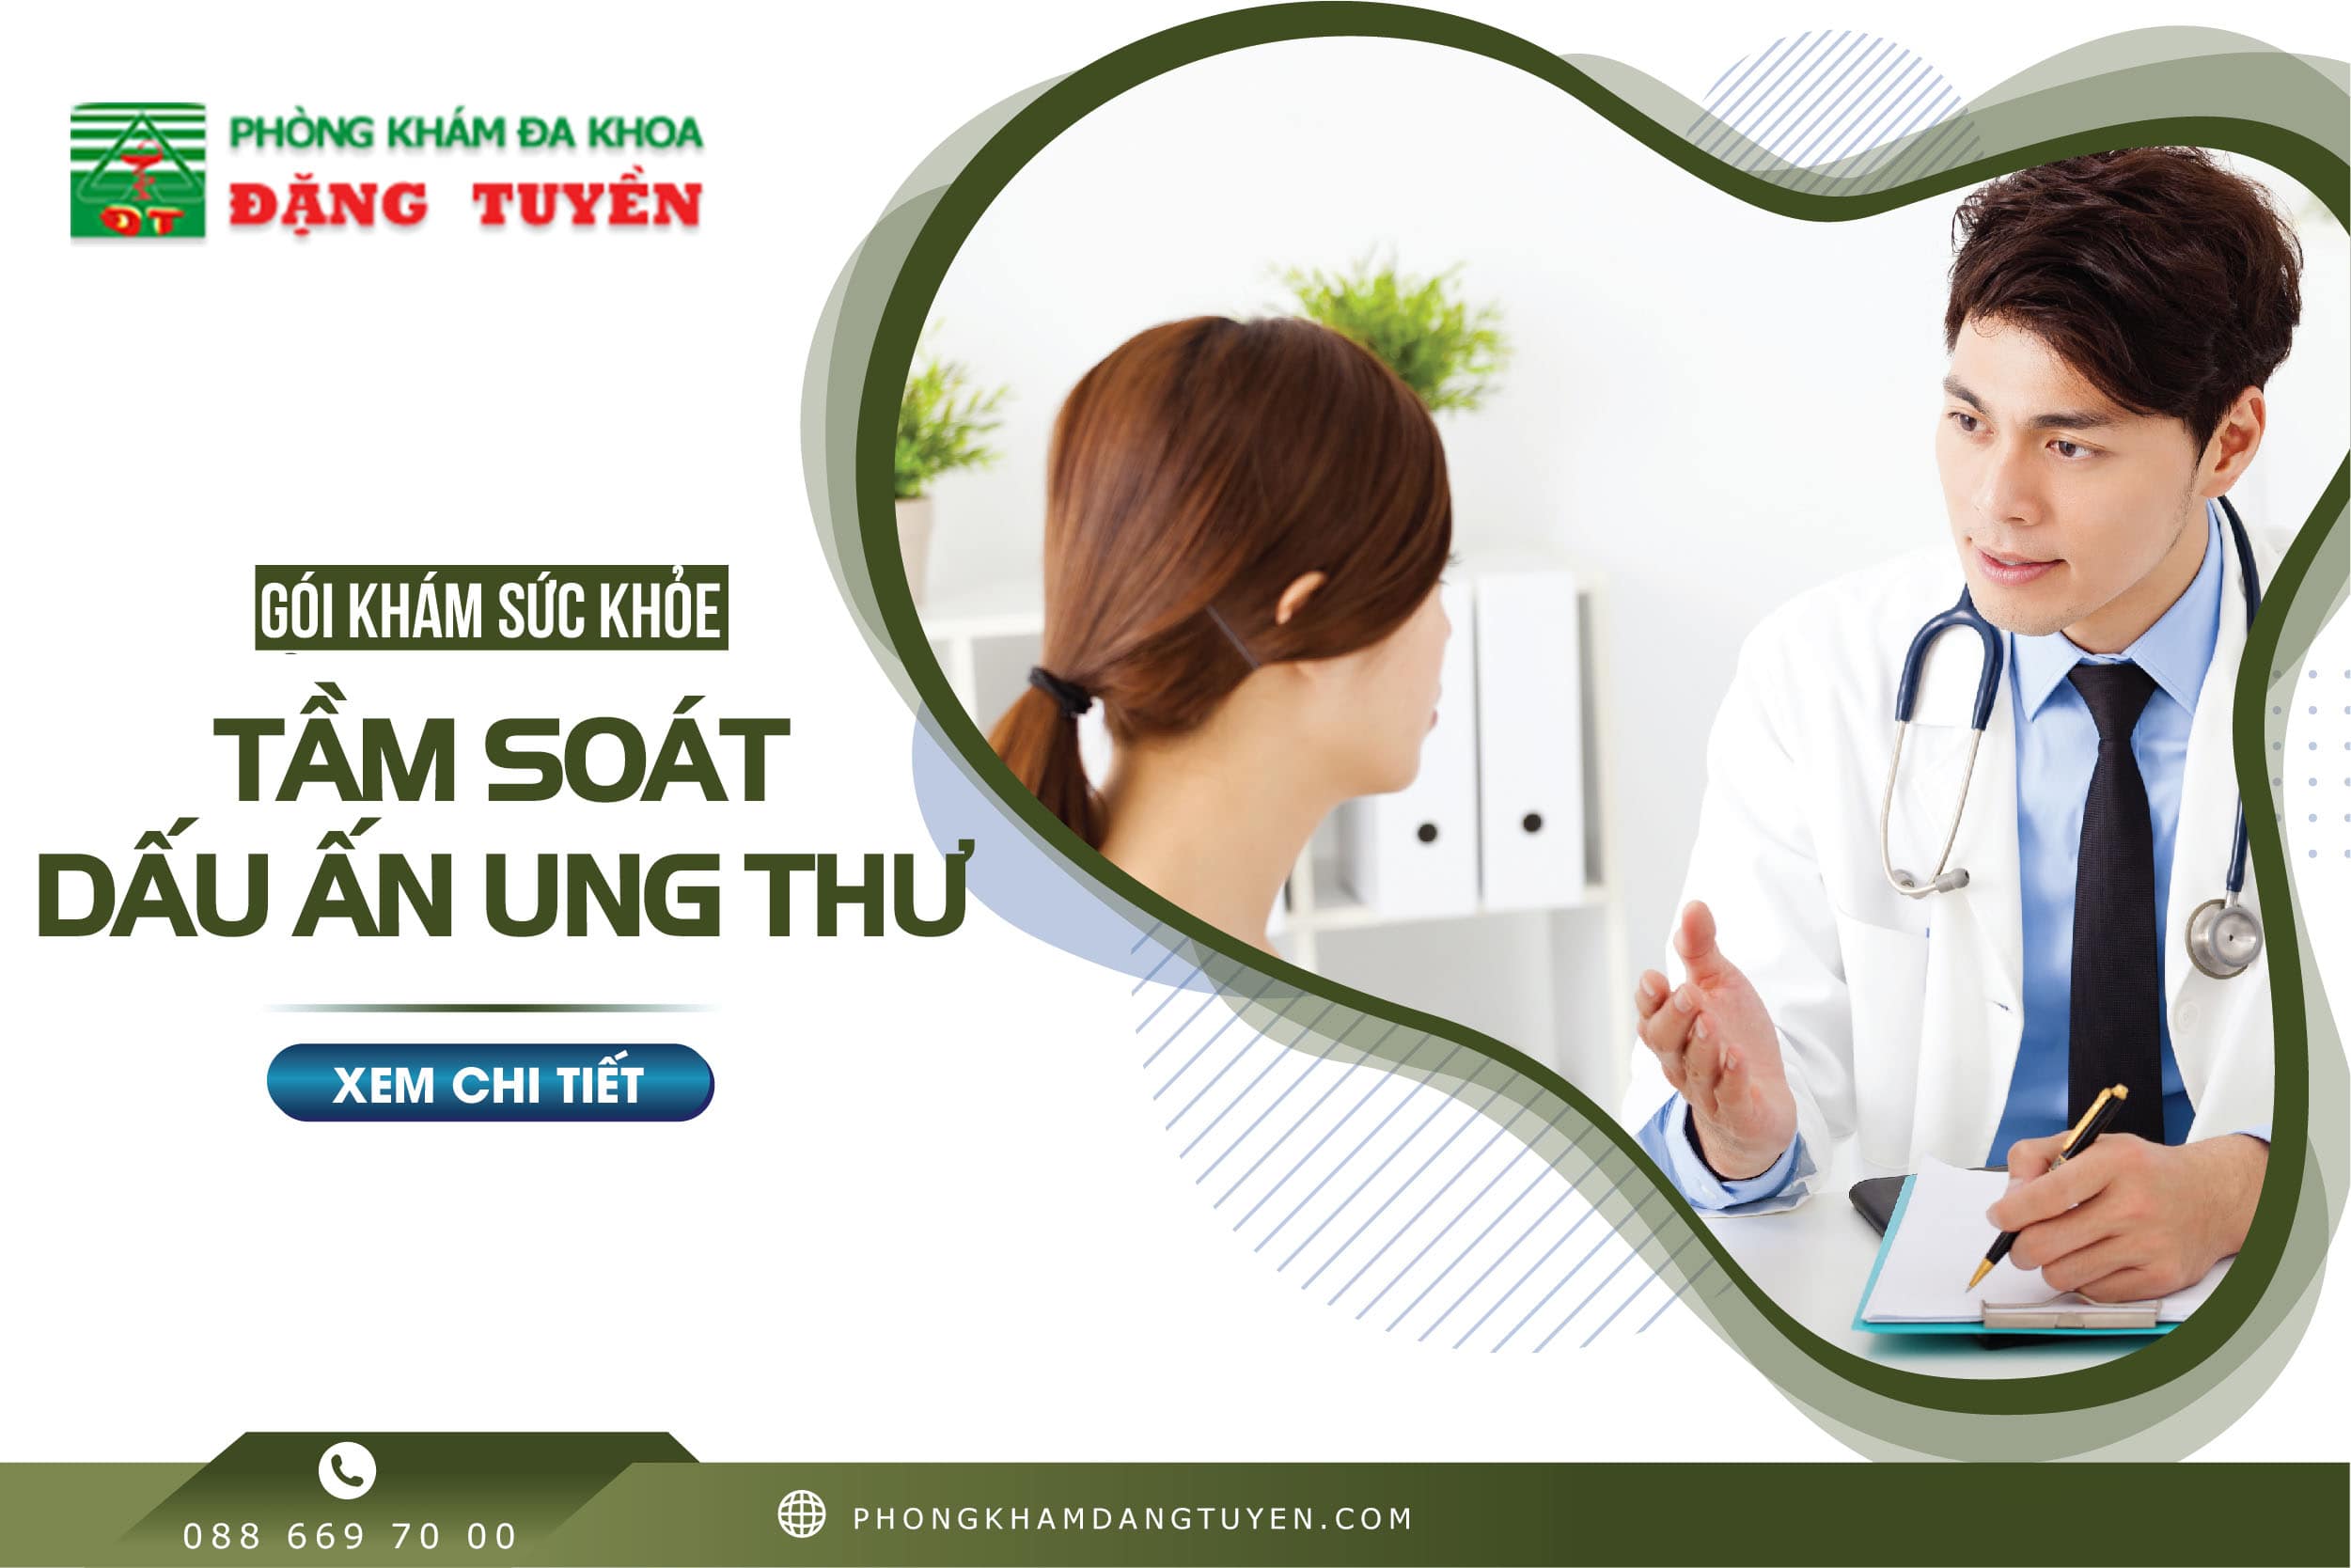 PHÒNG KHÁM ĐA KHOA
ĐẶNG TUYỀN
ĐT
GÓI KHÁM SỨC KHỎE
TẦM SOÁT
DẤU ẤN UNG THƯ
XEM CHI TIẾT
088 669 70 00
PHONGKHAMDANGTUYEN.COM